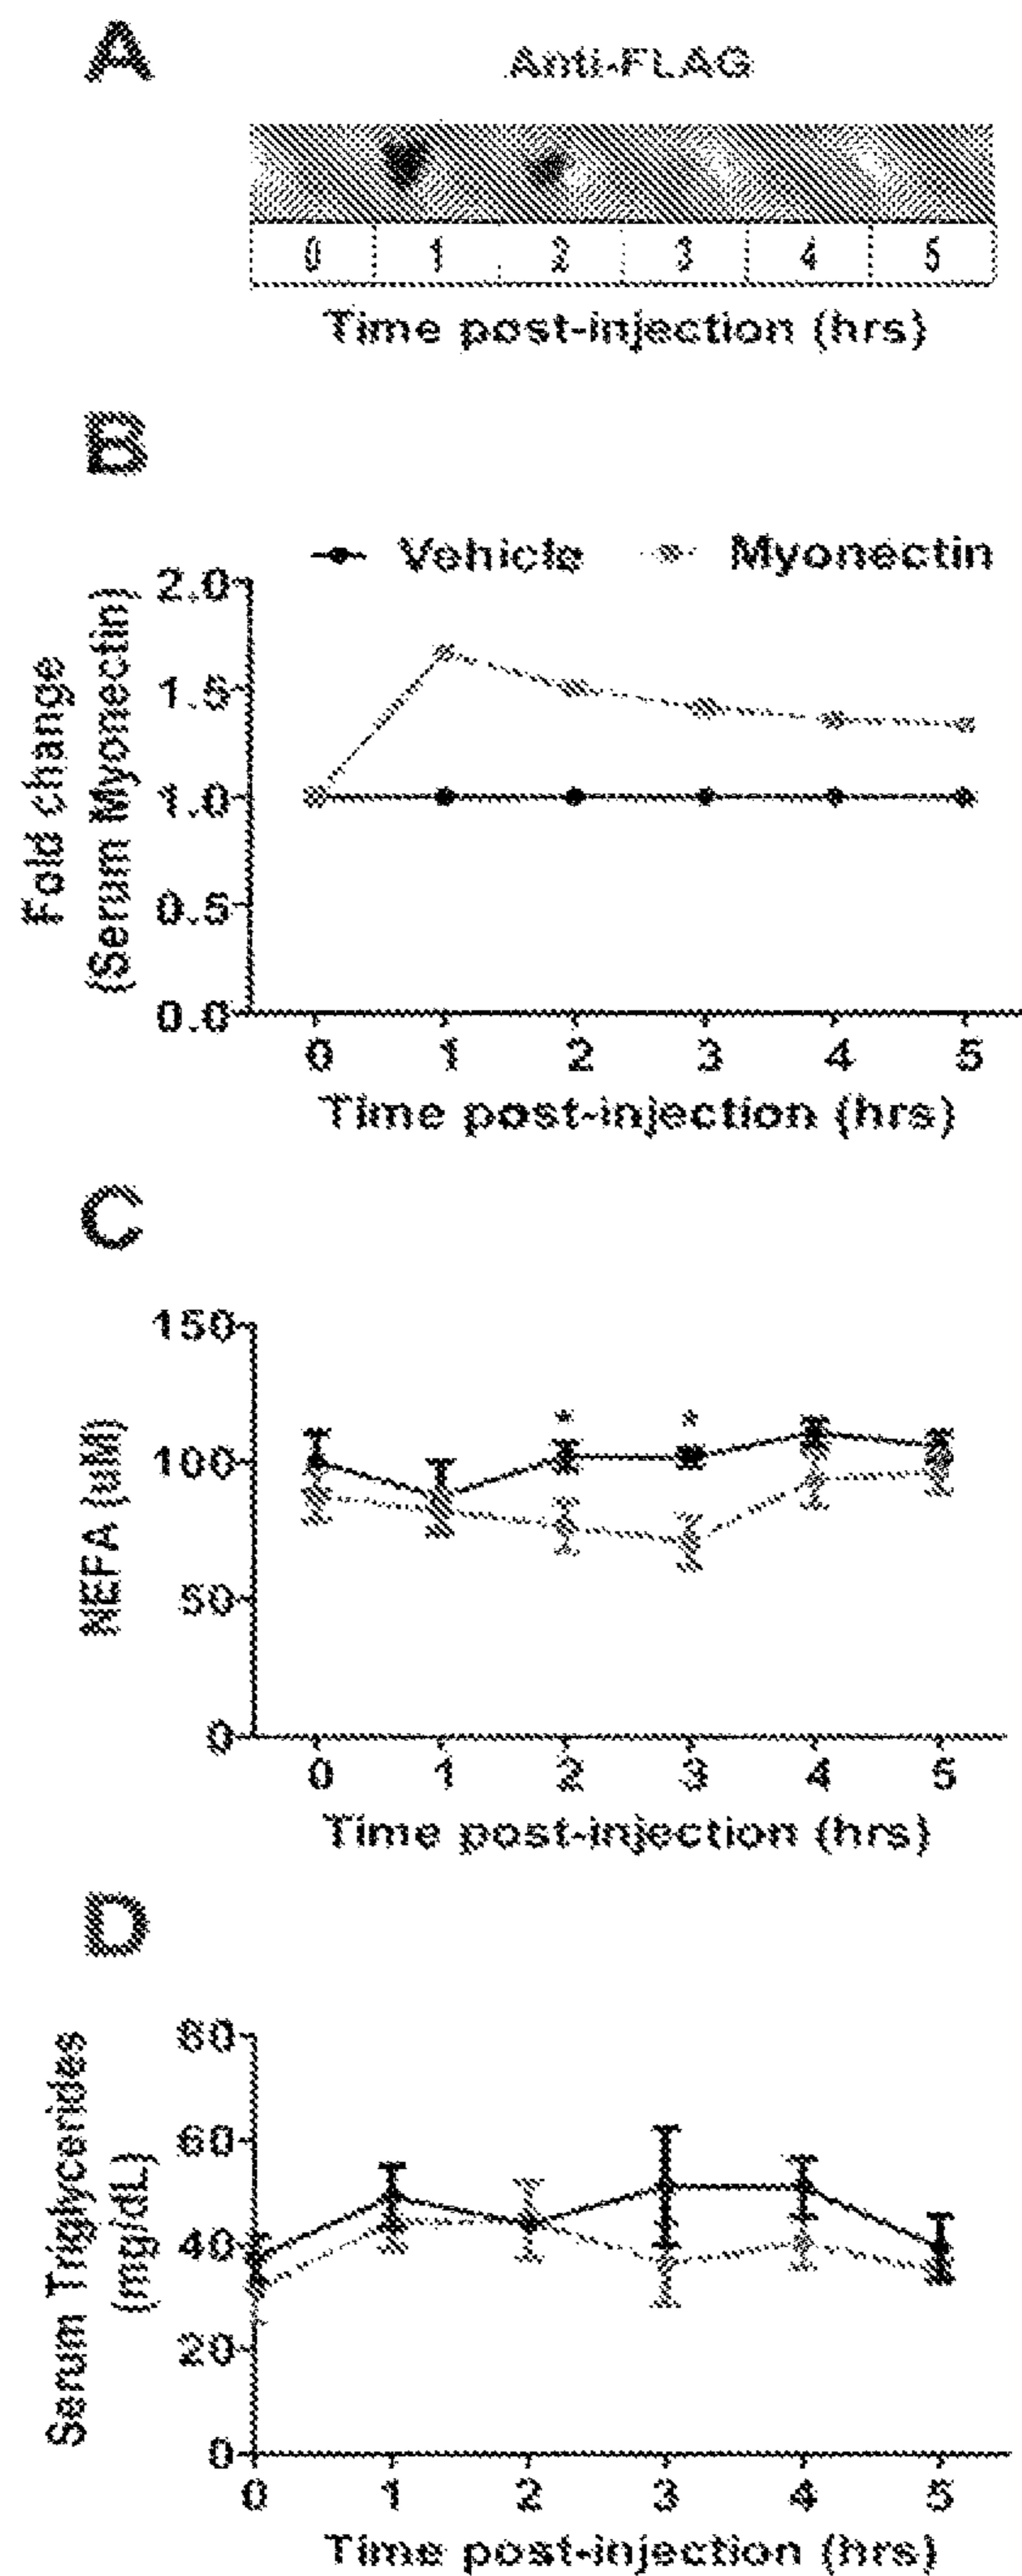 A
Anti-FLAG
0 1 2 3 4 5
Time post-injection (hrs)
B
Vehicle Myonectin
Fold change
(Serum Myonectin)
2.0
1.5
1.0
0.5
0.0
0 1 2 3 4 5
Time post-injection (hrs)
C
NEFA (uM)
150
100
50
0
* *
0 1 2 3 4 5
Time post-injection (hrs)
D
Serum Triglycerides
(mg/dL)
80
60
40
20
0
0 1 2 3 4 5
Time post-injection (hrs)